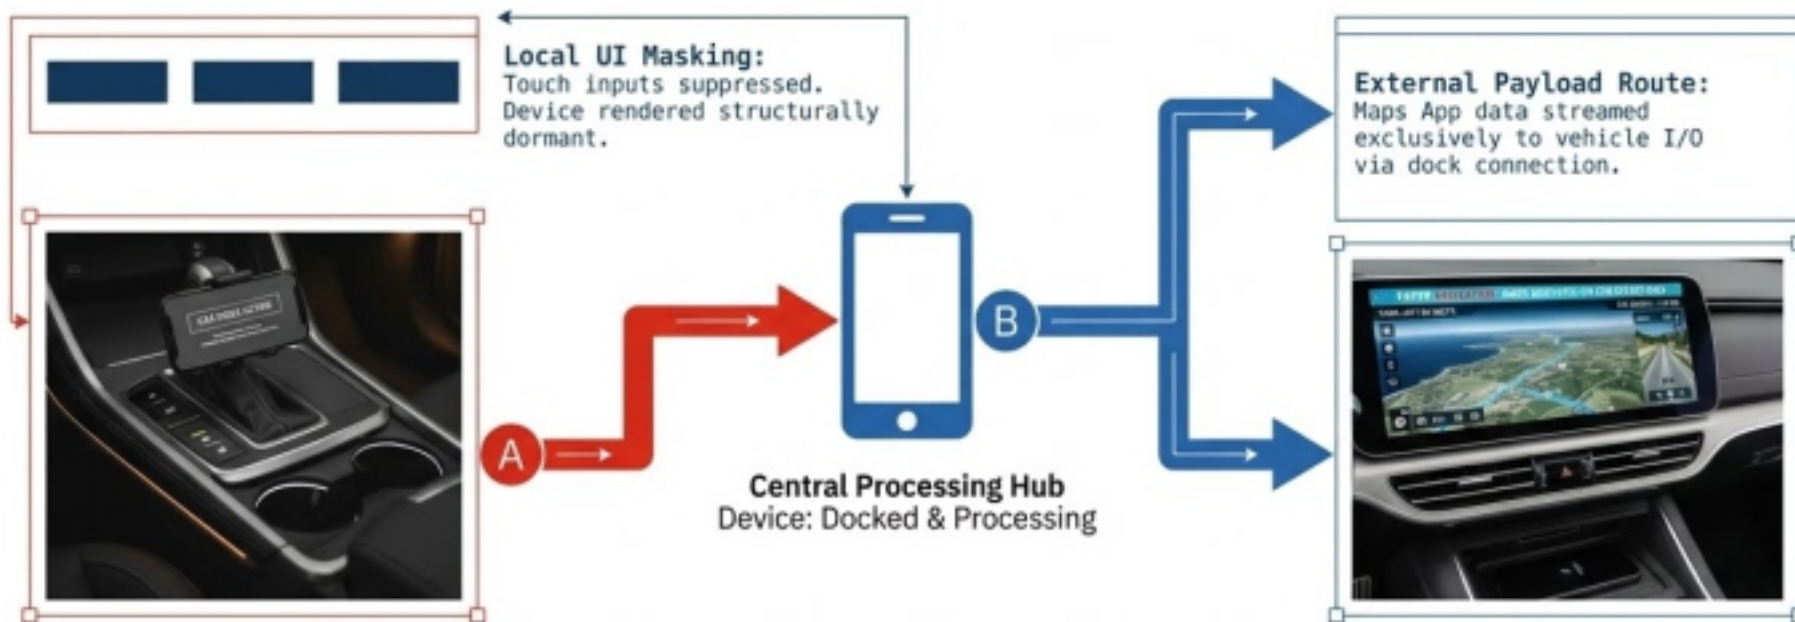 Local UI Masking:
Touch inputs suppressed.
Device rendered structurally
dormant.
External Payload Route:
Maps App data streamed
exclusively to vehicle I/O
via dock connection.
A
B
Central Processing Hub
Device: Docked & Processing